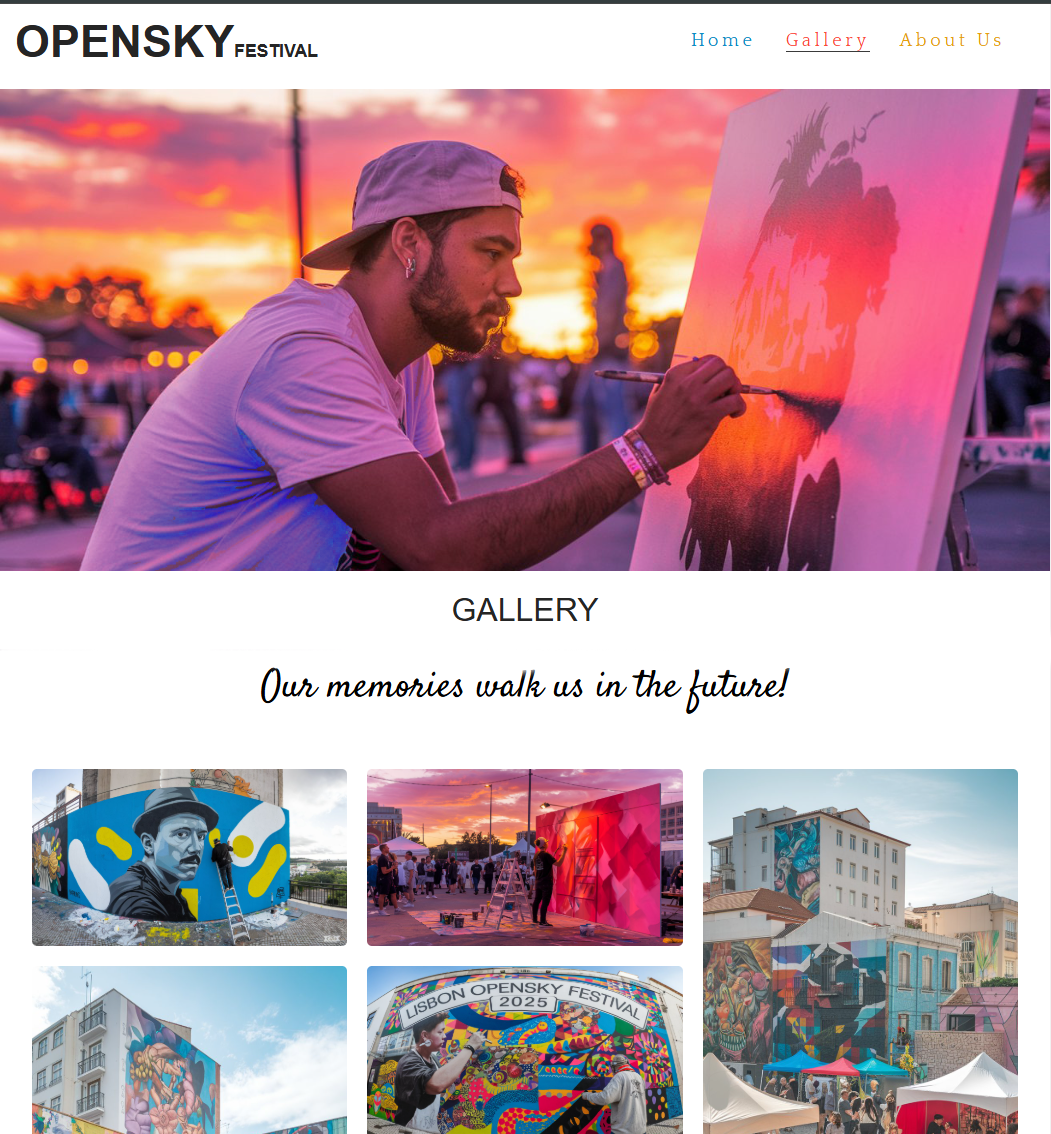 OPENSKY FESTIVAL
Home Gallery About Us
GALLERY
Our memories walk us in the future!
LISBON OPENSKY FESTIVAL
2025